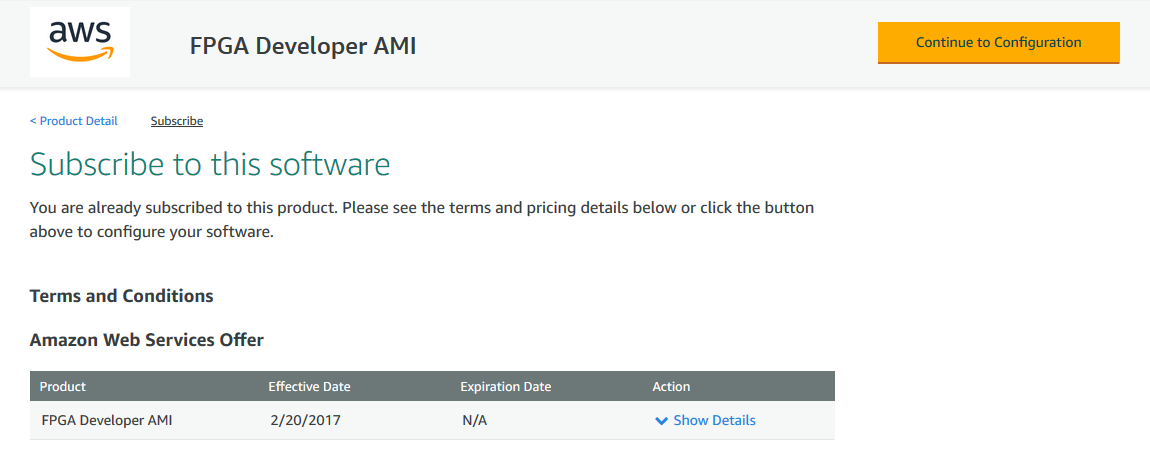 aws
FPGA Developer AMI
Continue to Configuration
< Product Detail
Subscribe
Subscribe to this software
You are already subscribed to this product. Please see the terms and pricing details below or click the button
above to configure your software.
Terms and Conditions
Amazon Web Services Offer
Product Effective Date Expiration Date Action
FPGA Developer AMI 2/20/2017 N/A Show Details